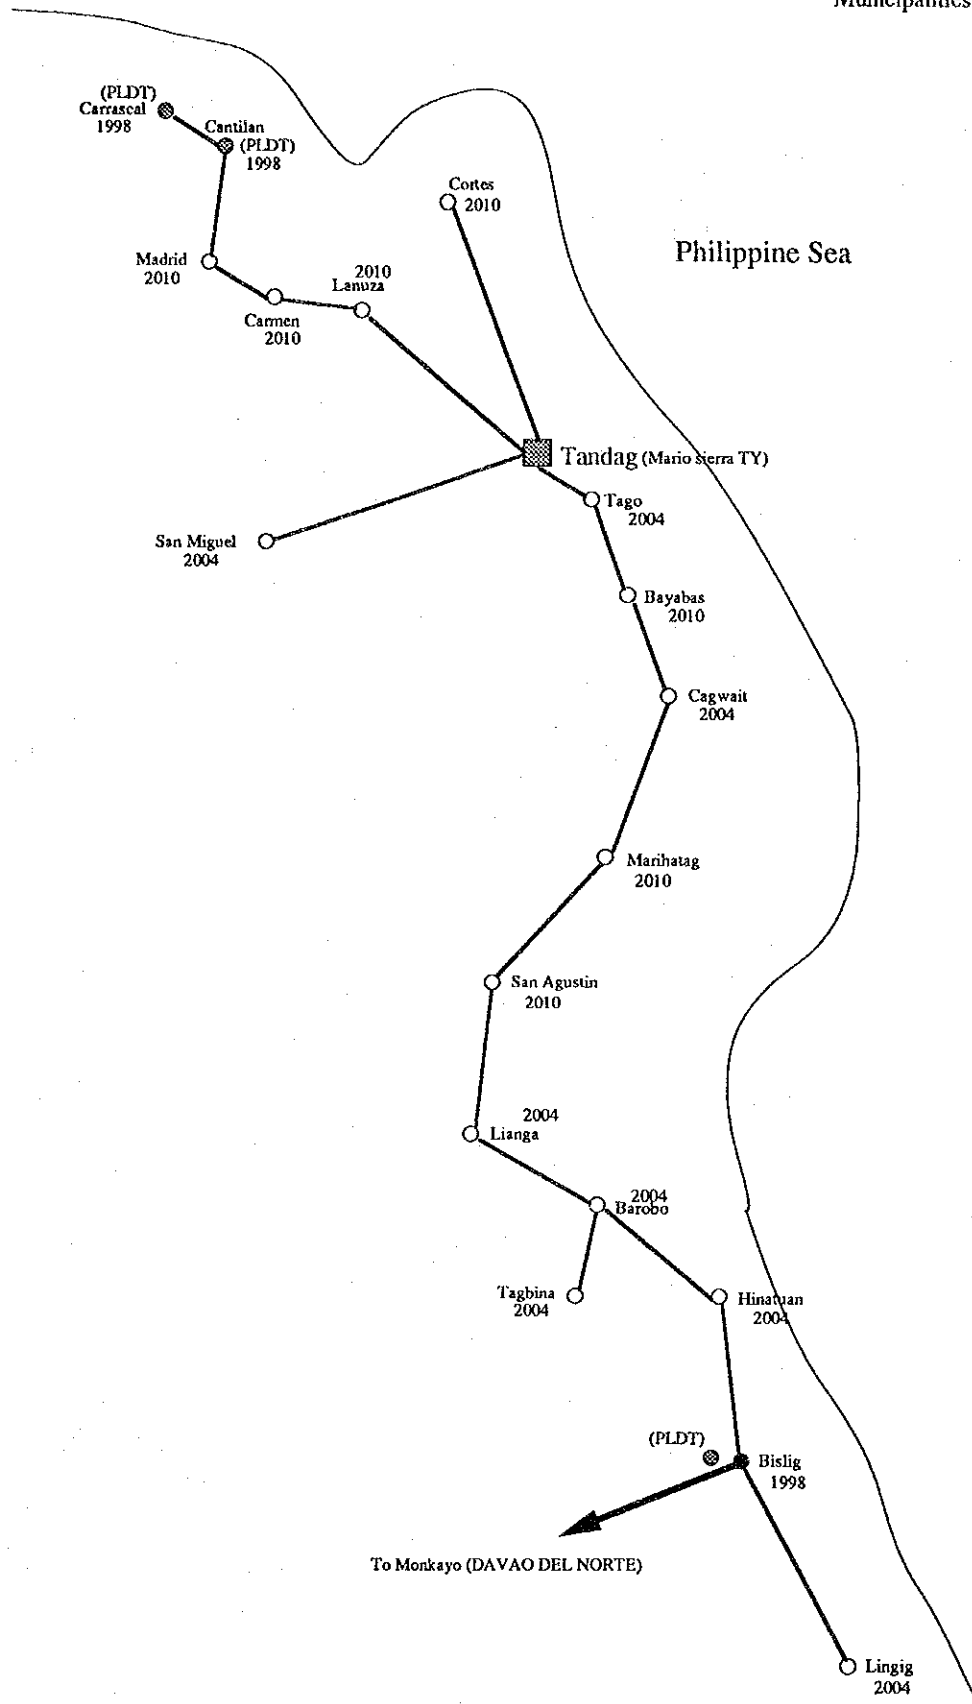 Municipalities
(PLDT)
Carrascal
1998
Cantilan
(PLDT)
1998
Cortes
2010
Philippine Sea
Madrid
2010
2010
Lanuza
Carmen
2010
Tandag (Mario sierra TY)
Tago
2004
San Miguel
2004
Bayabas
2010
Cagwait
2004
Marihatag
2010
San Agustin
2010
2004
Lianga
2004
Barobo
Tagbina
2004
Hinatuan
2004
(PLDT)
Bislig
1998
To Monkayo (DAVAO DEL NORTE)
Lingig
2004